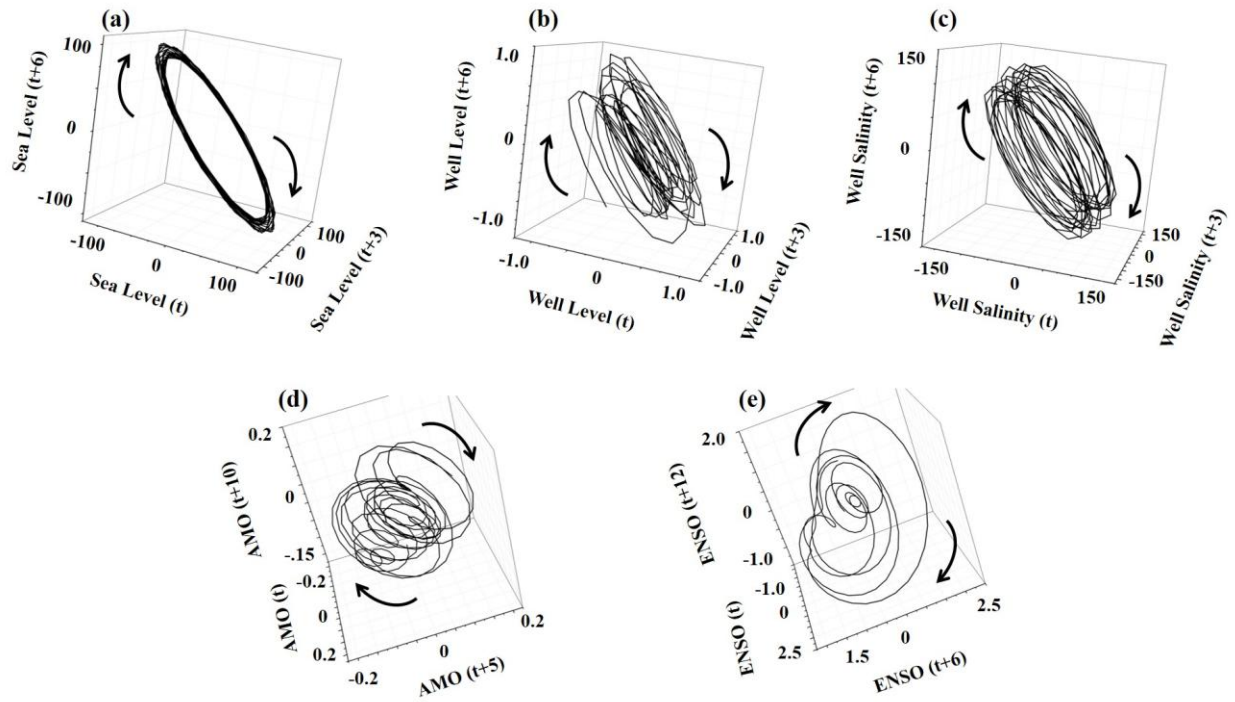 (a)
100
0
-100
Sea Level (t+6)
-100
0
100
Sea Level (t)
100
0
-100
Sea Level (t+3)
(b)
1.0
0
-1.0
Well Level (t+6)
-1.0
0
1.0
Well Level (t)
1.0
0
-1.0
Well Level (t+3)
(c)
150
0
-150
Well Salinity (t+6)
-150
0
150
Well Salinity (t)
150
0
-150
Well Salinity (t+3)
(d)
0.2
0
-.15
AMO (t+10)
-0.2
0
0.2
AMO (t)
-0.2
0
0.2
AMO (t+5)
(e)
2.0
0
-1.0
ENSO (t+12)
-1.0
0
2.5
ENSO (t)
1.5
0
2.5
ENSO (t+6)